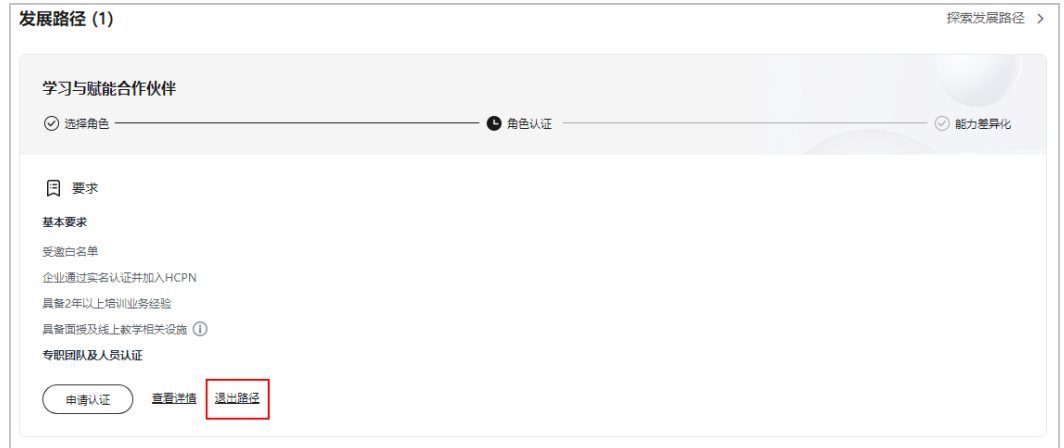 发展路径 (1)
探索发展路径
学习与赋能合作伙伴
选择角色
角色认证
能力差异化
要求
基本要求
受邀白名单
企业通过实名认证并加入HCPN
具备2年以上培训业务经验
具备面授及线上教学相关设施
专职团队及人员认证
申请认证 查看详情 退出路径